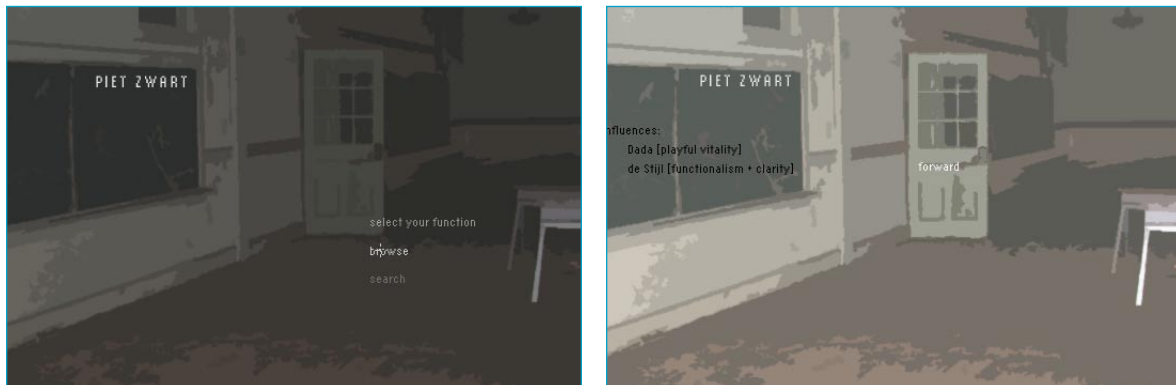 PIET ZWART
select your function
browse
search
PIET ZWART
nfluences:
Dada [playful vitality]
de Stijl [functionalism + clarity]
forward